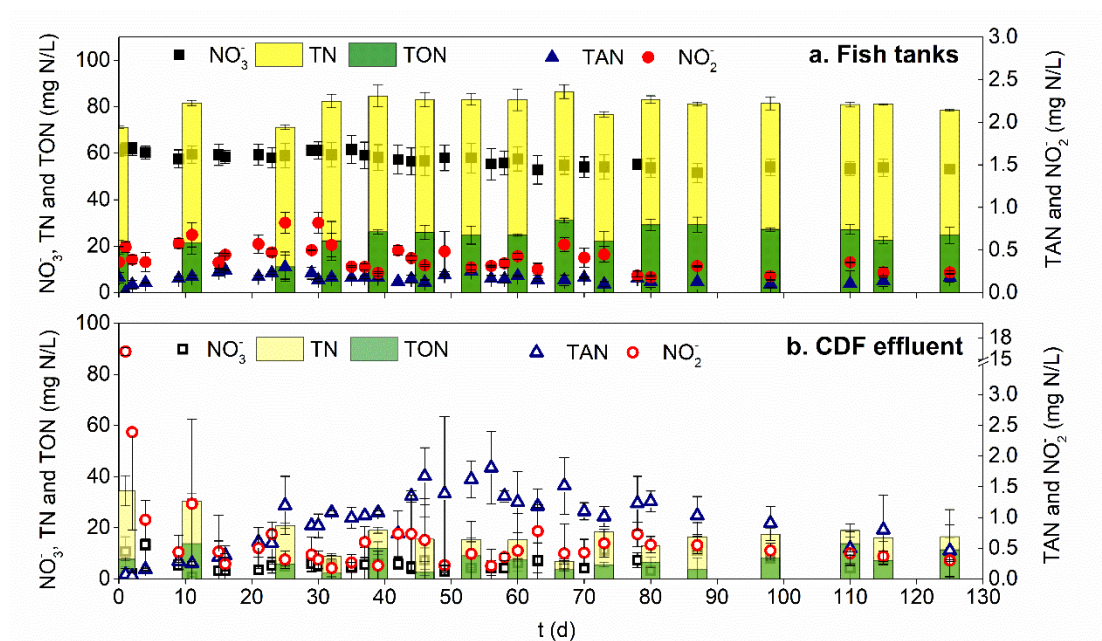 NO₃⁻ TN TON TAN NO₂⁻
a. Fish tanks
NO₃⁻, TN and TON (mg N/L)
100
80
60
40
20
0
TAN and NO₂⁻ (mg N/L)
3.0
2.5
2.0
1.5
1.0
0.5
0.0
NO₃⁻ TN TON TAN NO₂⁻
b. CDF effluent
NO₃⁻, TN and TON (mg N/L)
100
80
60
40
20
0
TAN and NO₂⁻ (mg N/L)
18
16
15
3.0
2.5
2.0
1.5
1.0
0.5
0.0
0 10 20 30 40 50 60 70 80 90 100 110 120 130
t (d)